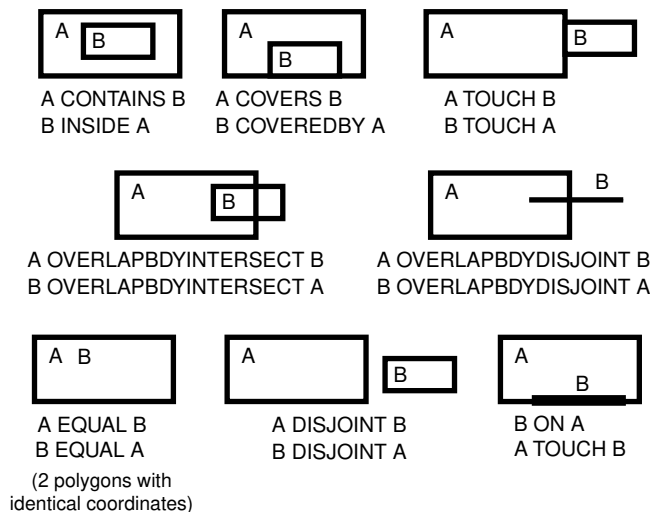 A
B
A CONTAINS B
B INSIDE A
A
B
A COVERS B
B COVEREDBY A
A
B
A TOUCH B
B TOUCH A
A
B
A OVERLAPBDYINTERSECT B
B OVERLAPBDYINTERSECT A
A
B
A OVERLAPBDYDISJOINT B
B OVERLAPBDYDISJOINT A
A B
A EQUAL B
B EQUAL A
(2 polygons with
identical coordinates)
A
B
A DISJOINT B
B DISJOINT A
A
B
B ON A
A TOUCH B